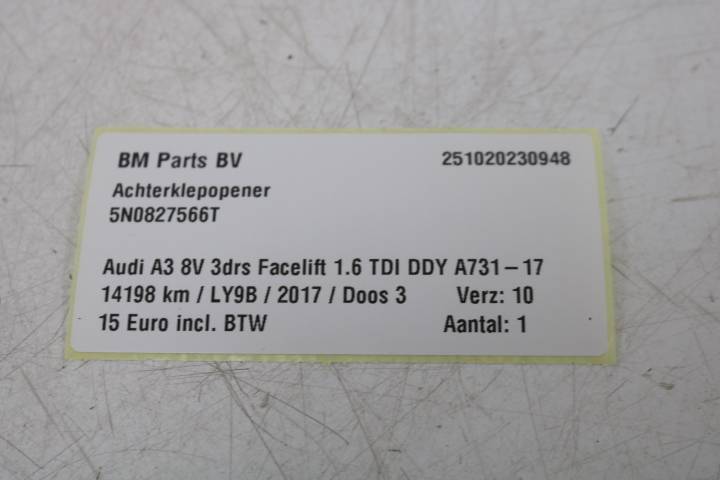 BM Parts BV 251020230948
Achterklepopener
5N0827566T
Audi A3 8V 3drs Facelift 1.6 TDI DDY A731-17
14198 km / LY9B / 2017 / Doos 3 Verz: 10
15 Euro incl. BTW Aantal: 1